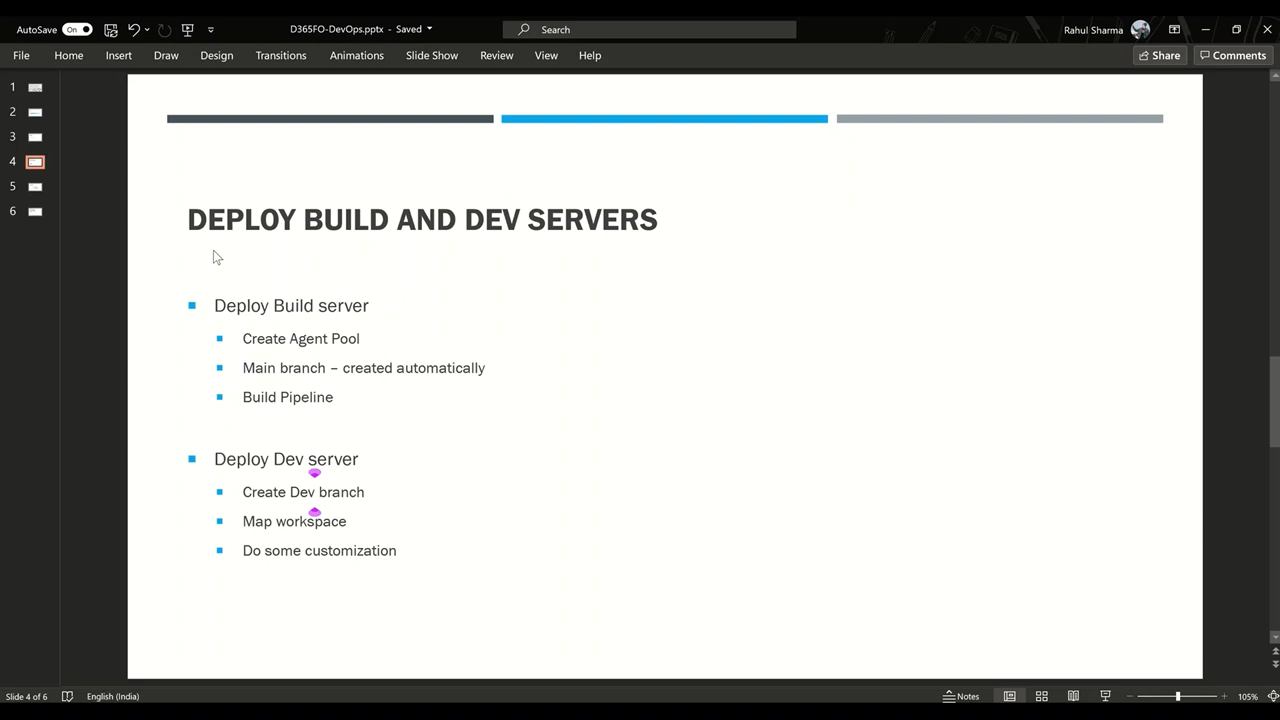 AutoSave On D365FO-DevOps.pptx - Saved Search Rahul Sharma
File Home Insert Draw Design Transitions Animations Slide Show Review View Help Share Comments
1
2
3
4
5
6
DEPLOY BUILD AND DEV SERVERS
Deploy Build server
Create Agent Pool
Main branch – created automatically
Build Pipeline
Deploy Dev server
Create Dev branch
Map workspace
Do some customization
Slide 4 of 6 English (India) Notes 105%